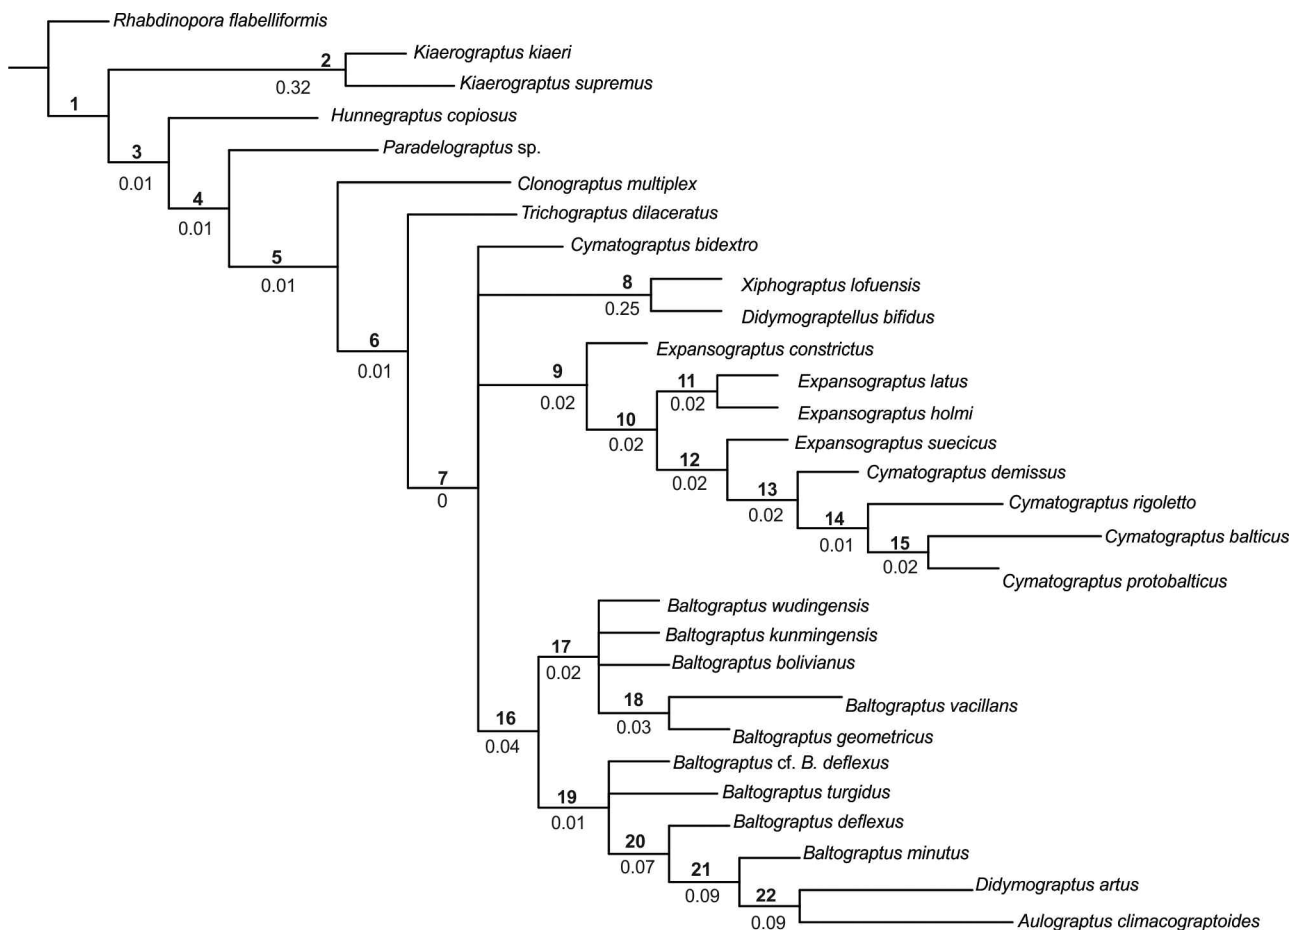 Rhabdinopora flabelliformis
2
Kiaerograptus kiaeri
0.32
Kiaerograptus supremus
1
Hunnegraptus copiosus
3
0.01
Paradelograptus sp.
4
0.01
Clonograptus multiplex
Trichograptus dilaceratus
5
0.01
Cymatograptus bidextro
8
0.25
Xiphograptus lofuensis
Didymograptellus bifidus
6
0.01
Expansograptus constrictus
9
0.02
11
0.02
Expansograptus latus
Expansograptus holmi
10
0.02
Expansograptus suecicus
12
0.02
Cymatograptus demissus
7
0
13
0.02
Cymatograptus rigoletto
14
0.01
Cymatograptus balticus
15
0.02
Cymatograptus protobalticus
Baltograptus wudingensis
Baltograptus kunmingensis
17
0.02
Baltograptus bolivianus
18
0.03
Baltograptus vacillans
Baltograptus geometricus
16
0.04
Baltograptus cf. B. deflexus
Baltograptus turgidus
19
0.01
Baltograptus deflexus
20
0.07
Baltograptus minutus
21
0.09
Didymograptus artus
22
0.09
Aulograptus climacograptoides